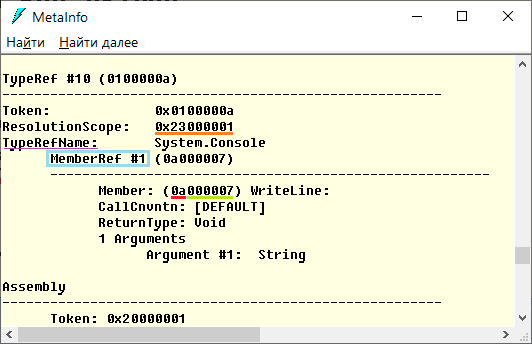 MetaInfo
Найти Найти далее
TypeRef #10 (0100000a)
-------------------------------------------------------
Token: 0x0100000a
ResolutionScope: 0x23000001
TypeRefName: System.Console
MemberRef #1 (0a000007)
-------------------------------------------------------
Member: (0a000007) WriteLine:
CallCnvntn: [DEFAULT]
ReturnType: Void
1 Arguments
Argument #1: String
Assembly
-------------------------------------------------------
Token: 0x20000001